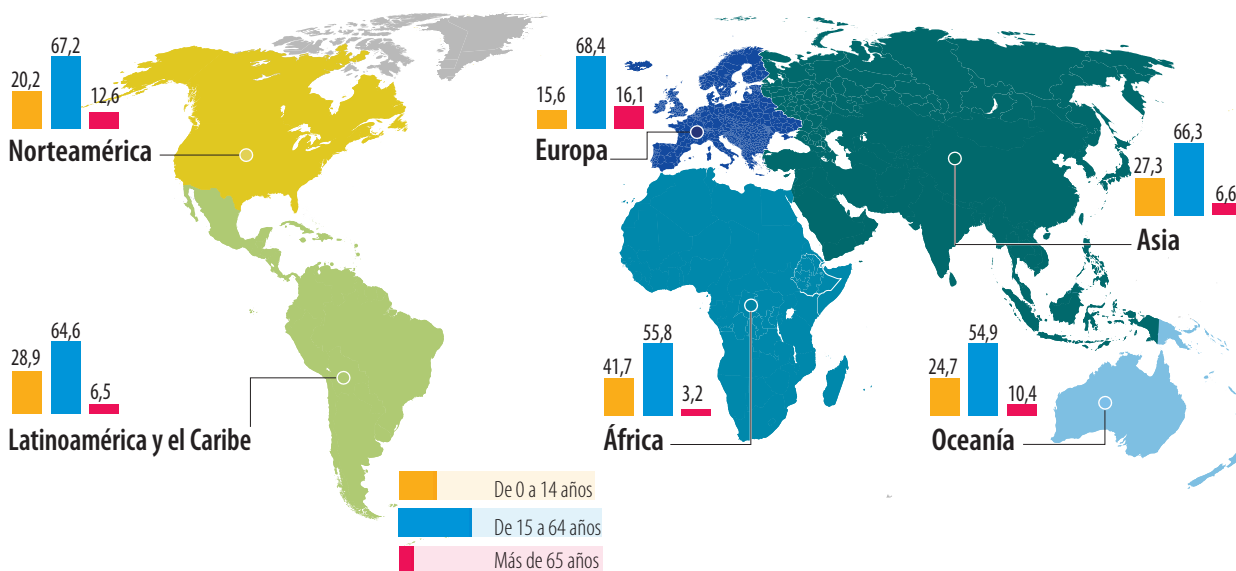 67,2
20,2
12,6
Norteamérica
68,4
15,6
16,1
Europa
66,3
27,3
6,6
Asia
64,6
28,9
6,5
Latinoamérica y el Caribe
55,8
41,7
3,2
África
54,9
24,7
10,4
Oceanía
De 0 a 14 años
De 15 a 64 años
Más de 65 años